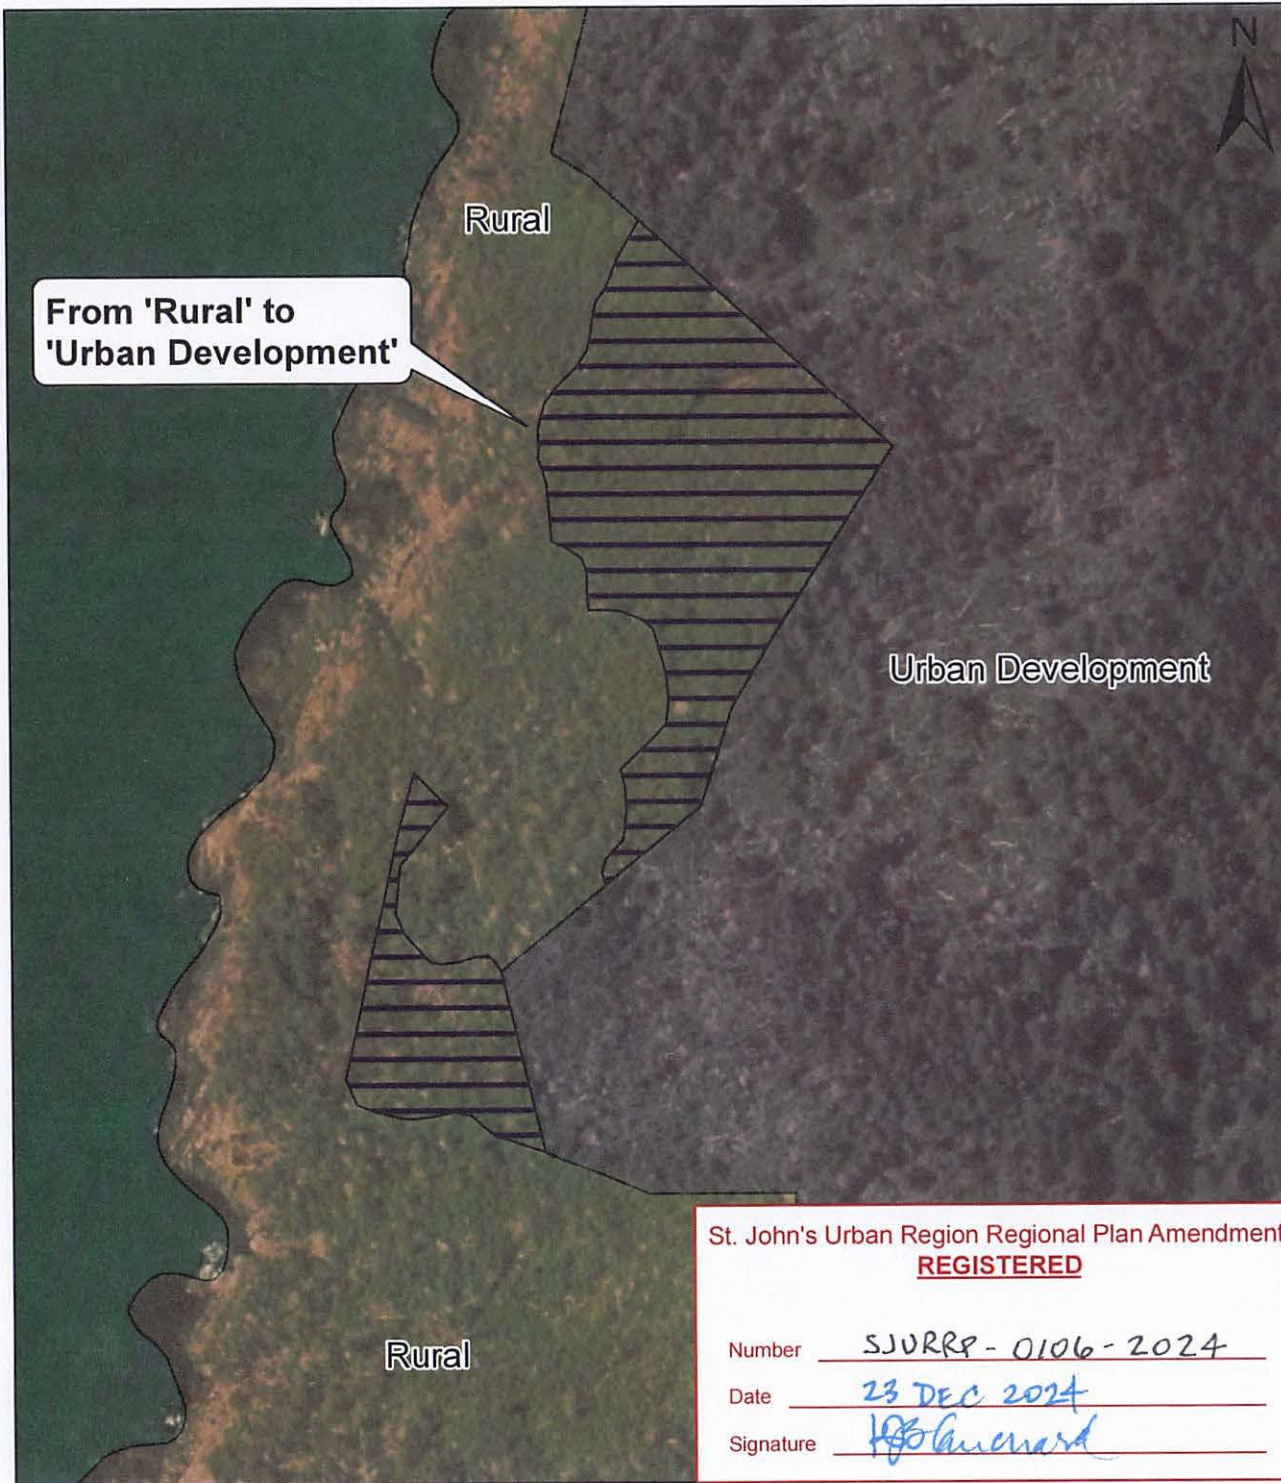 N
Rural
From 'Rural' to
'Urban Development'
Urban Development
Rural
St. John's Urban Region Regional Plan Amendment
REGISTERED
Number SJURRP - 0106 - 2024
Date 23 DEC 2024
Signature